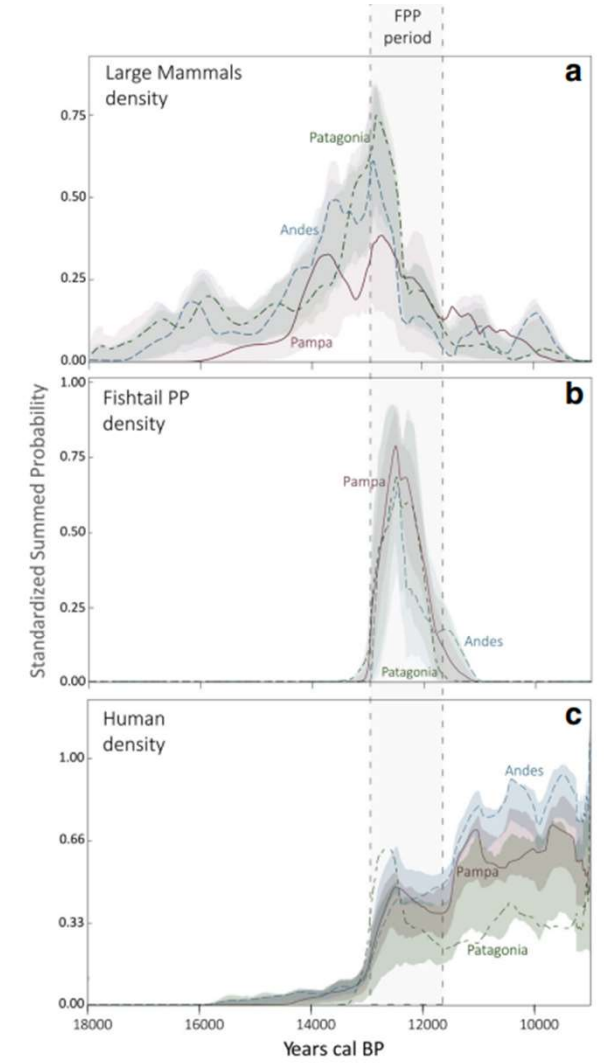 FPP
period
Large Mammals
density
a
0.75
Patagonia
0.50
Andes
0.25
Pampa
0.00
1.00
Fishtail PP
density
b
0.75
Pampa
0.50
0.25
Andes
Patagonia
0.00
Standardized Summed Probability
Human
density
c
1.00
Andes
0.66
Pampa
0.33
Patagonia
0.00
18000 16000 14000 12000 10000
Years cal BP